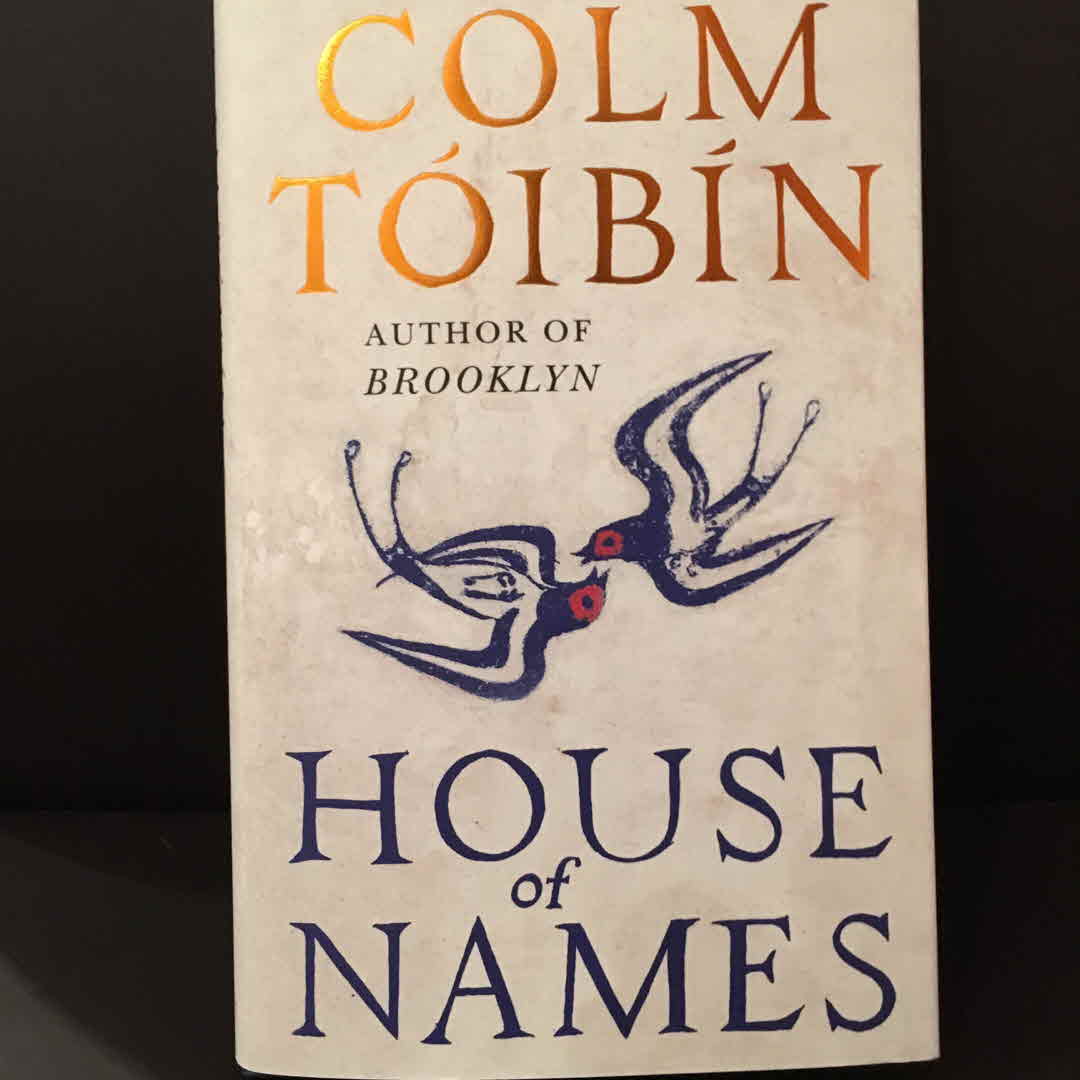 COLM
TÓIBÍN
AUTHOR OF
BROOKLYN
HOUSE
of
NAMES